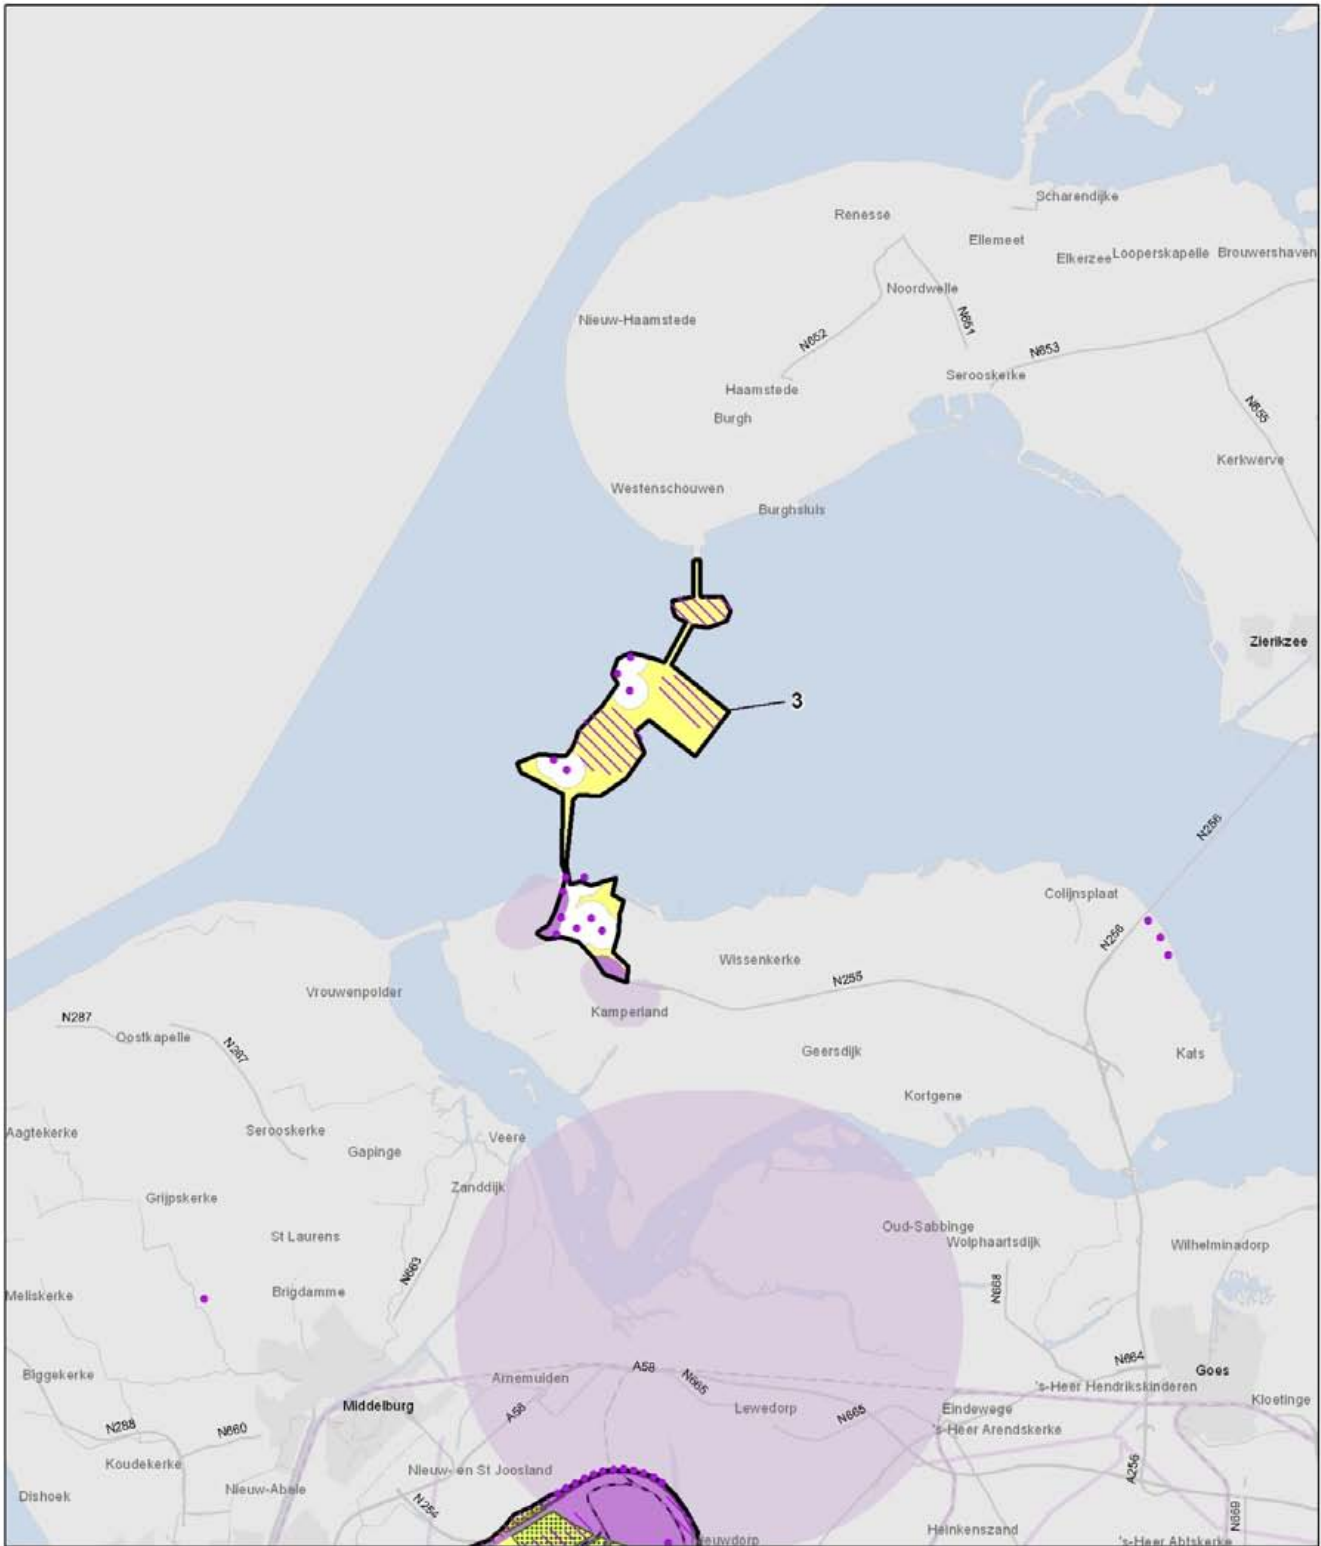 Scharendijke
Renesse
Ellemeet
Elkerzee
Looperskapelle
Brouwershaven
Noordwelle
Nieuw-Haamstede
N651
N652
N653
Serooskerke
Haamstede
N655
Burgh
Kerkwerve
Westenschouwen
Burghsluis
Zierikzee
3
N256
Colijnsplaat
N256
Wissenkerke
N255
Vrouwenpolder
Kamperland
N287
Oostkapelle
N287
Geersdijk
Kats
Kortgene
Aagtekerke
Serooskerke
Veere
Gapinge
Zanddijk
Grijpskerke
Oud-Sabbinge
St Laurens
Wolphaartsdijk
Wilhelminadorp
N663
Meliskerke
Brigdamme
N668
N664
Goes
Biggekerke
Arnemuiden
A58
N665
's-Heer Hendrikskinderen
Kloetinge
Middelburg
A58
Lewedorp
N665
Eindewege
N288
N660
's-Heer Arendskerke
Koudekerke
Nieuw- en St Joosland
A256
Nieuw-Abele
Dishoek
N254
N669
Heinkenszand
ieuwdorp
's-Heer Abtskerke